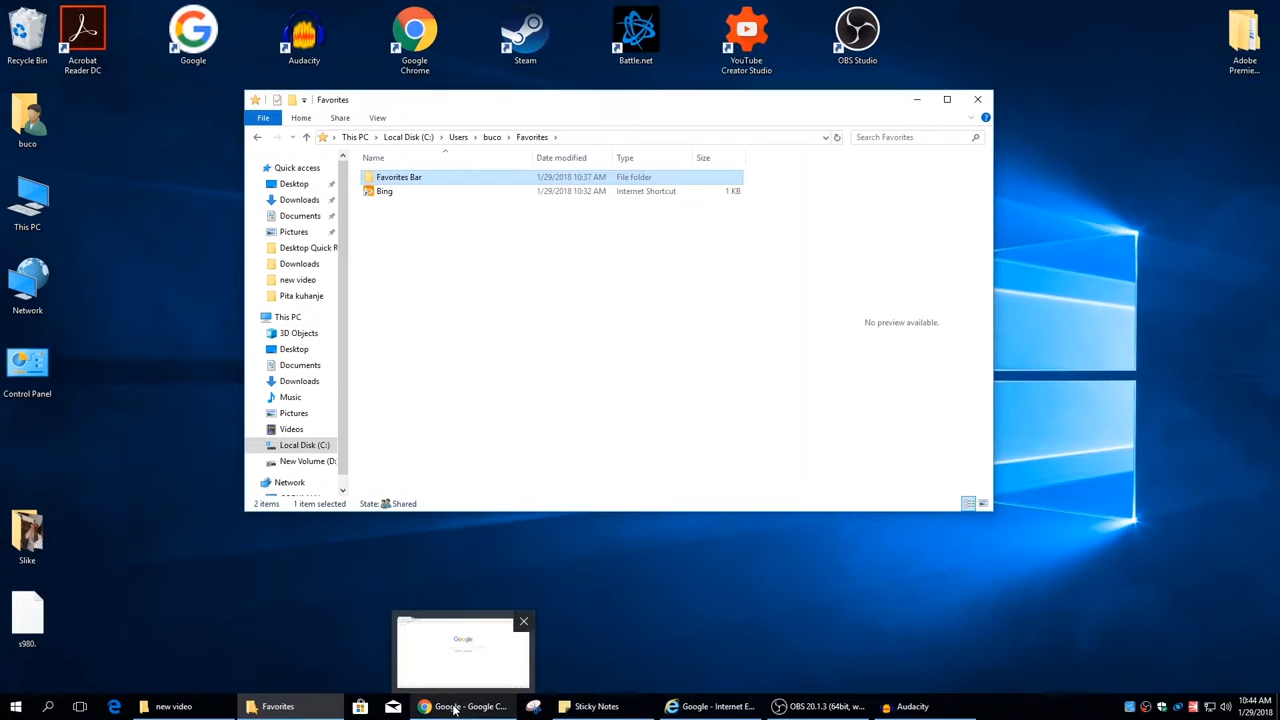 Recycle Bin
Acrobat Reader DC
Google
Audacity
Google Chrome
Steam
Battle.net
YouTube Creator Studio
OBS Studio
Adobe Premie...
buco
This PC
Network
Control Panel
Slike
s980.
Favorites
File Home Share View
This PC Local Disk (C:) Users buco Favorites
Search Favorites
Name Date modified Type Size
Favorites Bar 1/29/2018 10:37 AM File folder
Bing 1/29/2018 10:32 AM Internet Shortcut 1 KB
Quick access
Desktop
Downloads
Documents
Pictures
Desktop Quick R
Downloads
new video
Pita kuhanje
This PC
3D Objects
Desktop
Documents
Downloads
Music
Pictures
Videos
Local Disk (C:)
New Volume (D:
Network
No preview available.
2 items 1 item selected State: Shared
Google
new video
Favorites
Google - Google C...
Sticky Notes
Google - Internet E...
OBS 20.1.3 (64bit, w...
Audacity
10:44 AM
1/29/2018